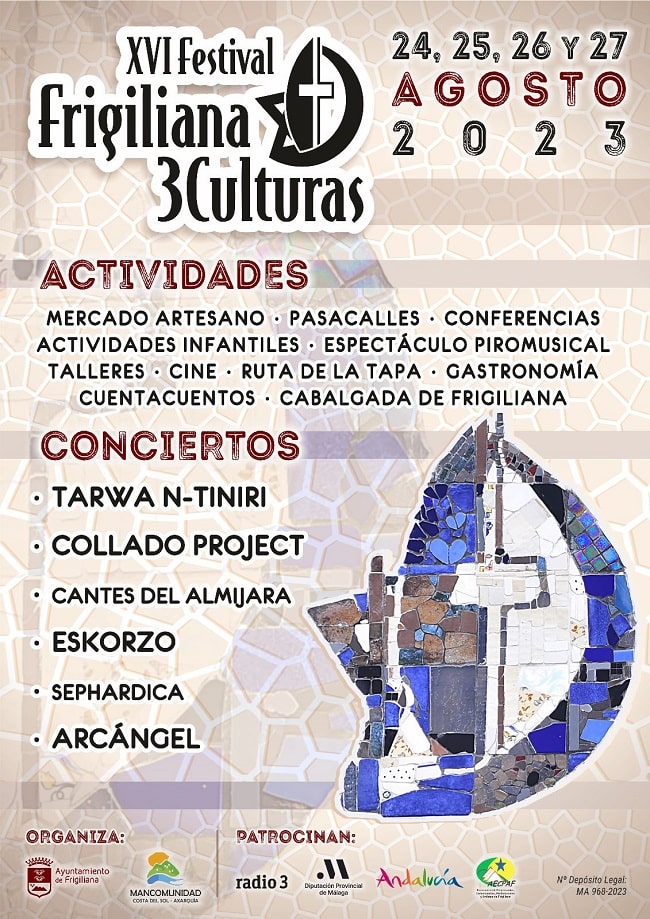 XVI Festival
Frigiliana
3Culturas
24, 25, 26 Y 27
AGOSTO
2023
ACTIVIDADES
MERCADO ARTESANO · PASACALLES · CONFERENCIAS
ACTIVIDADES INFANTILES · ESPECTÁCULO PIROMUSICAL
TALLERES · CINE · RUTA DE LA TAPA · GASTRONOMÍA
CUENTACUENTOS · CABALGADA DE FRIGILIANA
CONCIERTOS
· TARWA N-TINIRI
· COLLADO PROJECT
· CANTES DEL ALMIJARA
· ESKORZO
· SEPHARDICA
· ARCÁNGEL
ORGANIZA:
Ayuntamiento
de Frigiliana
MANCOMUNIDAD
COSTA DEL SOL - AXARQUÍA
PATROCINAN:
radio 3
Diputación Provincial
de Málaga
Andalucía
AECPAF
Nº Depósito Legal:
MA 968-2023